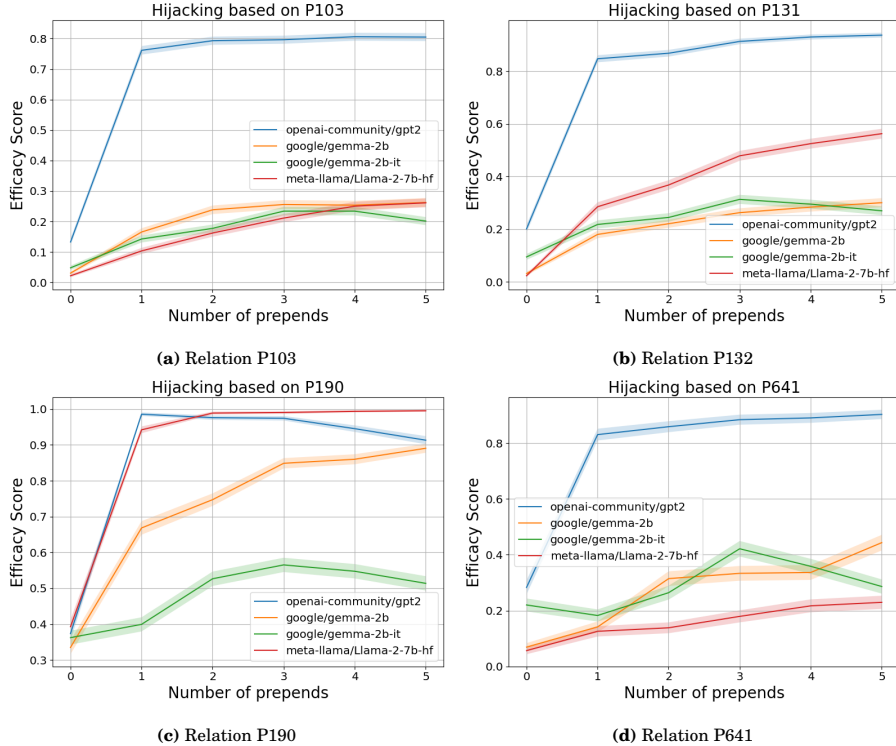 Hijacking based on P103
Efficacy Score
0.8
0.7
0.6
0.5
0.4
0.3
0.2
0.1
0.0
openai-community/gpt2
google/gemma-2b
google/gemma-2b-it
meta-llama/Llama-2-7b-hf
0 1 2 3 4 5
Number of prepends
(a) Relation P103
Hijacking based on P131
Efficacy Score
0.8
0.6
0.4
0.2
0.0
openai-community/gpt2
google/gemma-2b
google/gemma-2b-it
meta-llama/Llama-2-7b-hf
0 1 2 3 4 5
Number of prepends
(b) Relation P132
Hijacking based on P190
Efficacy Score
1.0
0.9
0.8
0.7
0.6
0.5
0.4
0.3
openai-community/gpt2
google/gemma-2b
google/gemma-2b-it
meta-llama/Llama-2-7b-hf
0 1 2 3 4 5
Number of prepends
(c) Relation P190
Hijacking based on P641
Efficacy Score
0.8
0.6
0.4
0.2
0.0
openai-community/gpt2
google/gemma-2b
google/gemma-2b-it
meta-llama/Llama-2-7b-hf
0 1 2 3 4 5
Number of prepends
(d) Relation P641